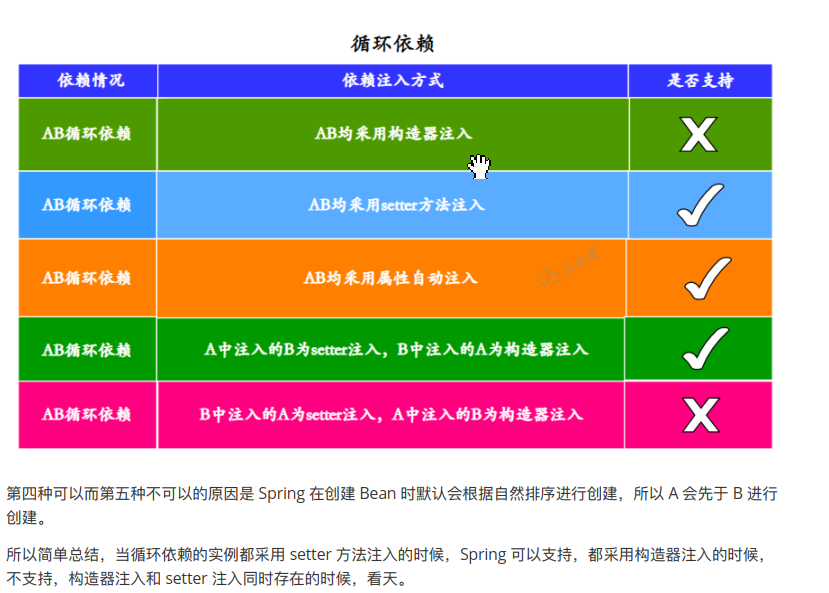 循环依赖
依赖情况 依赖注入方式 是否支持
AB循环依赖 AB均采用构造器注入
AB循环依赖 AB均采用setter方法注入
AB循环依赖 AB均采用属性自动注入
AB循环依赖 A中注入的B为setter注入，B中注入的A为构造器注入
AB循环依赖 B中注入的A为setter注入，A中注入的B为构造器注入
第四种可以而第五种不可以的原因是 Spring 在创建 Bean 时默认会根据自然排序进行创建，所以 A 会先于 B 进行
创建。
所以简单总结，当循环依赖的实例都采用 setter 方法注入的时候，Spring 可以支持，都采用构造器注入的时候，
不支持，构造器注入和 setter 注入同时存在的时候，看天。